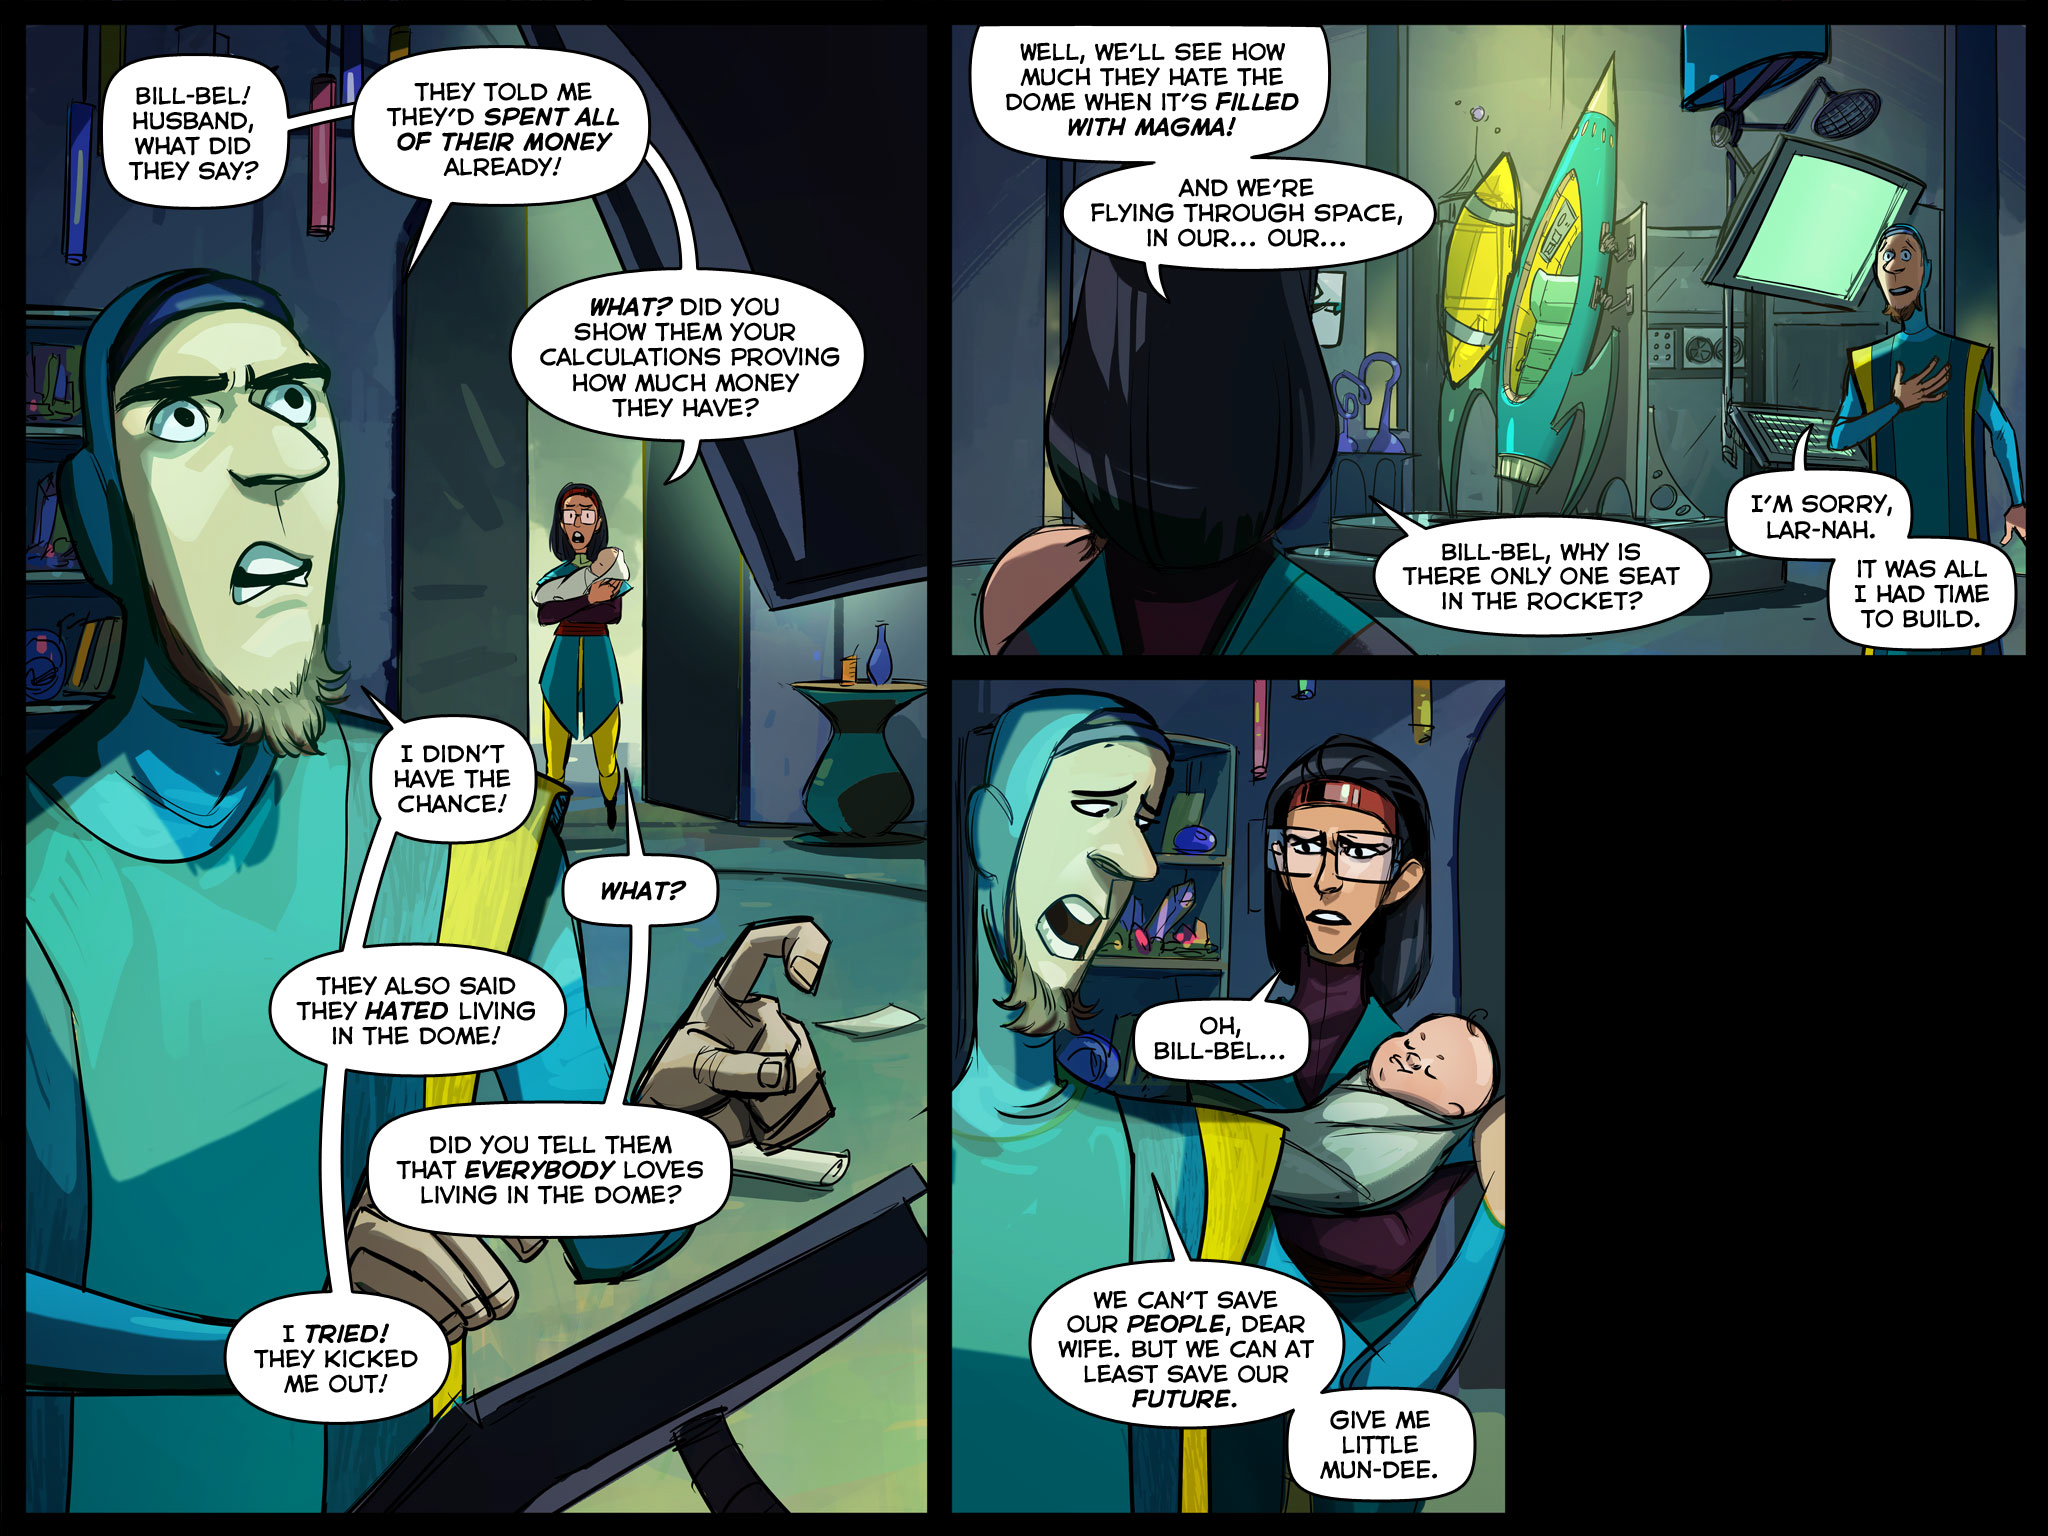 BILL-BEL!
HUSBAND,
WHAT DID
THEY SAY?
THEY TOLD ME
THEY'D SPENT ALL
OF THEIR MONEY
ALREADY!
WHAT? DID YOU
SHOW THEM YOUR
CALCULATIONS PROVING
HOW MUCH MONEY
THEY HAVE?
I DIDN'T
HAVE THE
CHANCE!
WHAT?
THEY ALSO SAID
THEY HATED LIVING
IN THE DOME!
DID YOU TELL THEM
THAT EVERYBODY LOVES
LIVING IN THE DOME?
I TRIED!
THEY KICKED
ME OUT!
WELL, WE'LL SEE HOW
MUCH THEY HATE THE
DOME WHEN IT'S FILLED
WITH MAGMA!
AND WE'RE
FLYING THROUGH SPACE,
IN OUR... OUR...
BILL-BEL, WHY IS
THERE ONLY ONE SEAT
IN THE ROCKET?
I'M SORRY,
LAR-NAH.
IT WAS ALL
I HAD TIME
TO BUILD.
OH,
BILL-BEL...
WE CAN'T SAVE
OUR PEOPLE, DEAR
WIFE. BUT WE CAN AT
LEAST SAVE OUR
FUTURE.
GIVE ME
LITTLE
MUN-DEE.